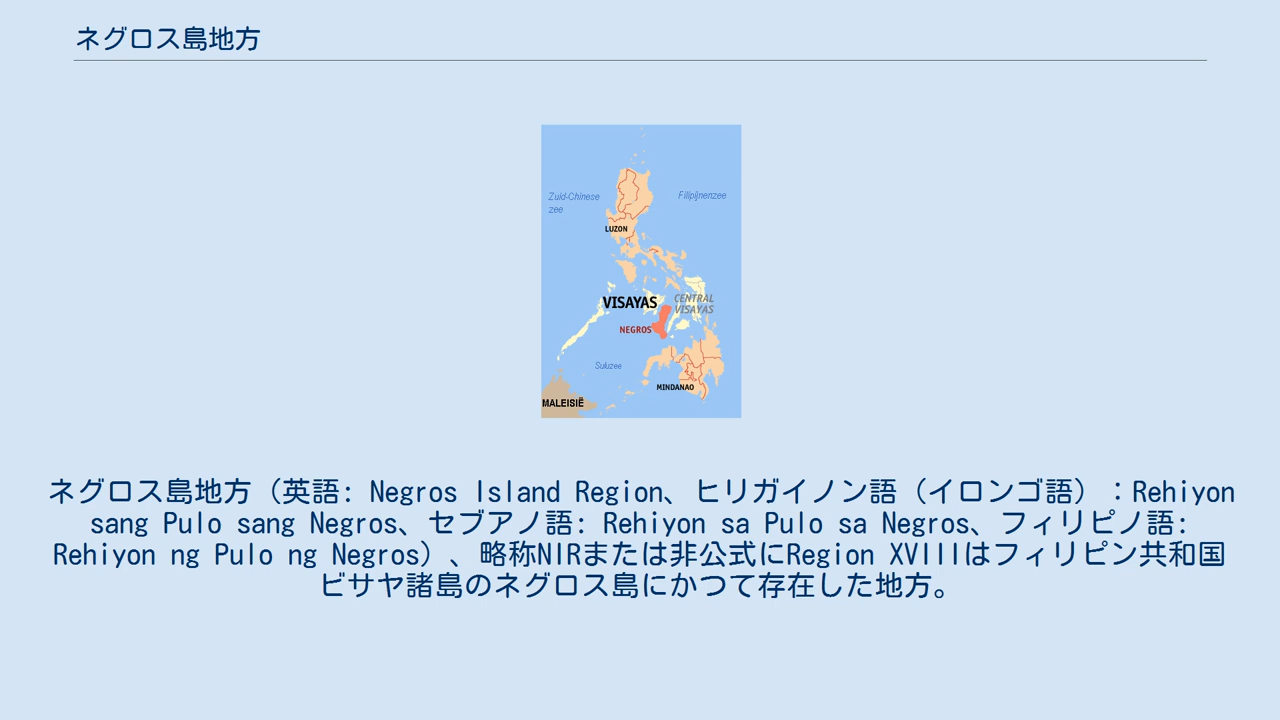 ネグロス島地方
Zuid-Chinese
zee
Filipijnenzee
LUZON
VISAYAS
CENTRAL
VISAYAS
NEGROS
Suluzee
MINDANAO
MALEISIË
ネグロス島地方（英語: Negros Island Region、ヒリガイノン語（イロンゴ語）：Rehiyon
sang Pulo sang Negros、セブアノ語: Rehiyon sa Pulo sa Negros、フィリピノ語:
Rehiyon ng Pulo ng Negros）、略称NIRまたは非公式にRegion XVIIIはフィリピン共和国
ビサヤ諸島のネグロス島にかつて存在した地方。